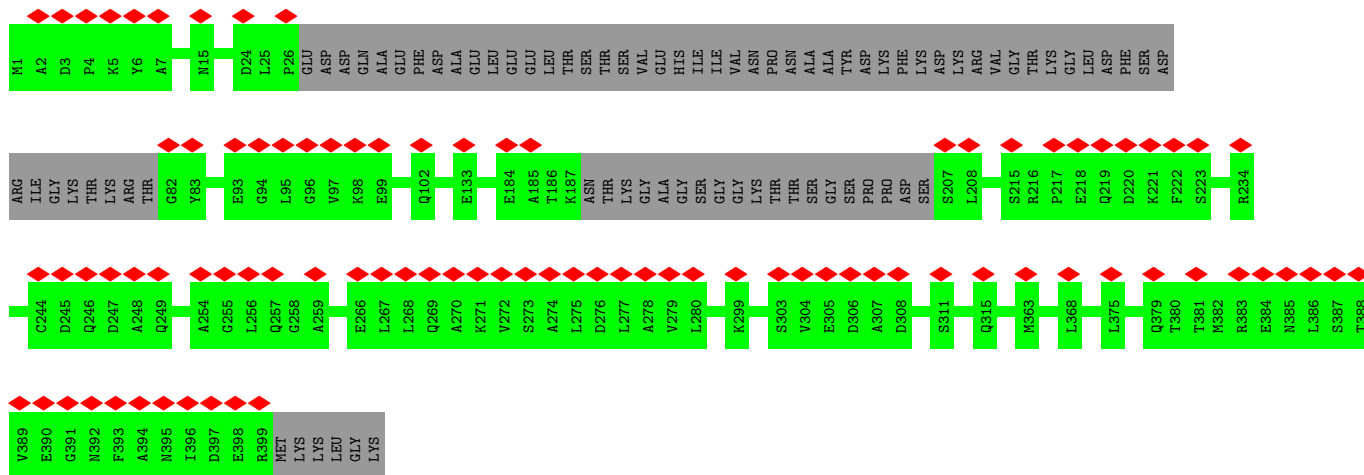 M1 A2 D3 P4 K5 Y6 A7 N15 D24 L25 P26 GLU ASP ASP GLN ALA GLU PHE ASP ALA GLU LEU GLU GLU LEU THR SER THR SER VAL GLU HIS ILE ILE VAL ASN PRO ASN ALA ALA TYR ASP LYS PHE LYS ASP LYS ARG VAL GLY THR LYS GLY LEU ASP PHE SER ASP
ARG ILE GLY LYS THR LYS ARG THR G82 Y83 E93 G94 L95 G96 V97 K98 E99 Q102 E133 E184 A185 T186 K187 ASN THR LYS GLY ALA GLY SER GLY GLY LYS THR THR SER GLY SER PRO PRO ASP SER S207 L208 S215 R216 P217 E218 Q219 D220 K221 F222 S223 R234
C244 D245 Q246 D247 A248 Q249 A254 G255 L256 Q257 G258 A259 E266 L267 L268 Q269 A270 K271 V272 S273 A274 L275 D276 L277 A278 V279 L280 K299 S303 V304 E305 D306 A307 D308 S311 Q315 M363 L368 L375 Q379 T380 T381 M382 R383 E384 N385 L386 S387 T388
V389 E390 G391 N392 F393 A394 N395 I396 D397 E398 R399 MET LYS LYS LEU GLY LYS